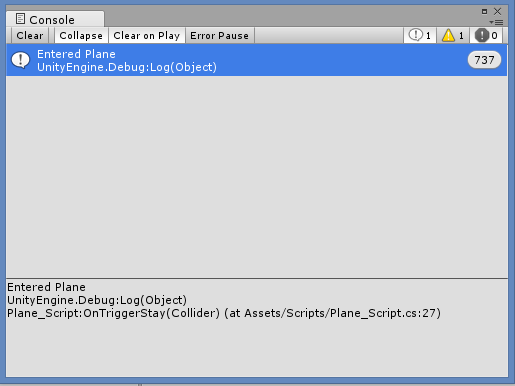 Console
Clear Collapse Clear on Play Error Pause 1 1 0
Entered Plane
UnityEngine.Debug:Log(Object)
737
Entered Plane
UnityEngine.Debug:Log(Object)
Plane_Script:OnTriggerStay(Collider) (at Assets/Scripts/Plane_Script.cs:27)